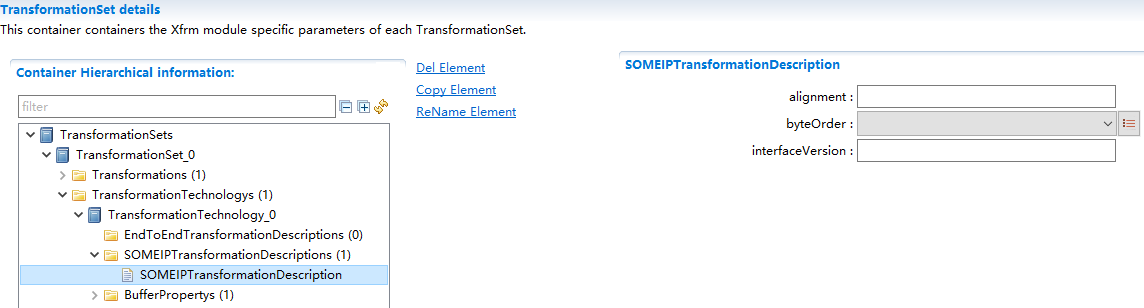 TransformationSet details
This container containers the Xfrm module specific parameters of each TransformationSet.
Container Hierarchical information:
filter
TransformationSets
TransformationSet_0
Transformations (1)
TransformationTechnologys (1)
TransformationTechnology_0
EndToEndTransformationDescriptions (0)
SOMEIPTransformationDescriptions (1)
SOMEIPTransformationDescription
BufferPropertys (1)
Del Element
Copy Element
ReName Element
SOMEIPTransformationDescription
alignment :
byteOrder :
interfaceVersion :